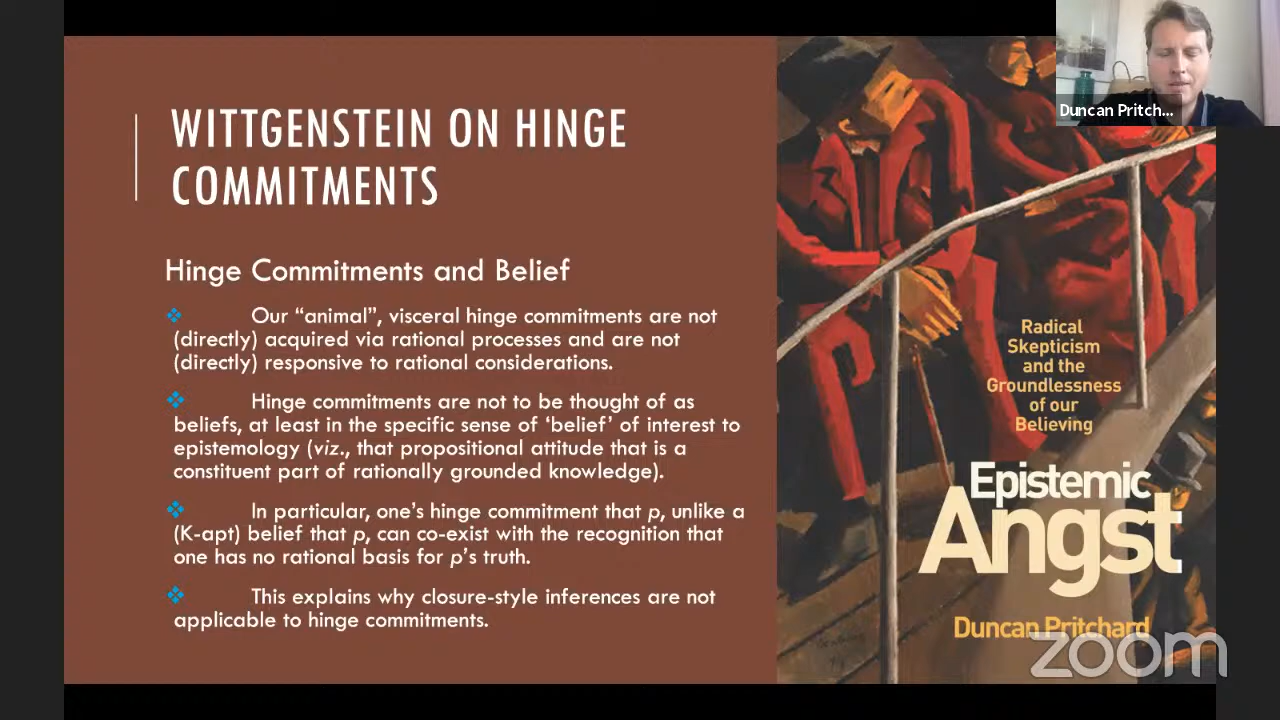 Duncan Pritch...
WITTGENSTEIN ON HINGE
COMMITMENTS
Hinge Commitments and Belief
Our “animal”, visceral hinge commitments are not
(directly) acquired via rational processes and are not
(directly) responsive to rational considerations.
Hinge commitments are not to be thought of as
beliefs, at least in the specific sense of ‘belief’ of interest to
epistemology (viz., that propositional attitude that is a
constituent part of rationally grounded knowledge).
In particular, one’s hinge commitment that p, unlike a
(K-apt) belief that p, can co-exist with the recognition that
one has no rational basis for p’s truth.
This explains why closure-style inferences are not
applicable to hinge commitments.
Radical
Skepticism
and the
Groundlessness
of our
Believing
Epistemic
Angst
Duncan Pritchard
zoom